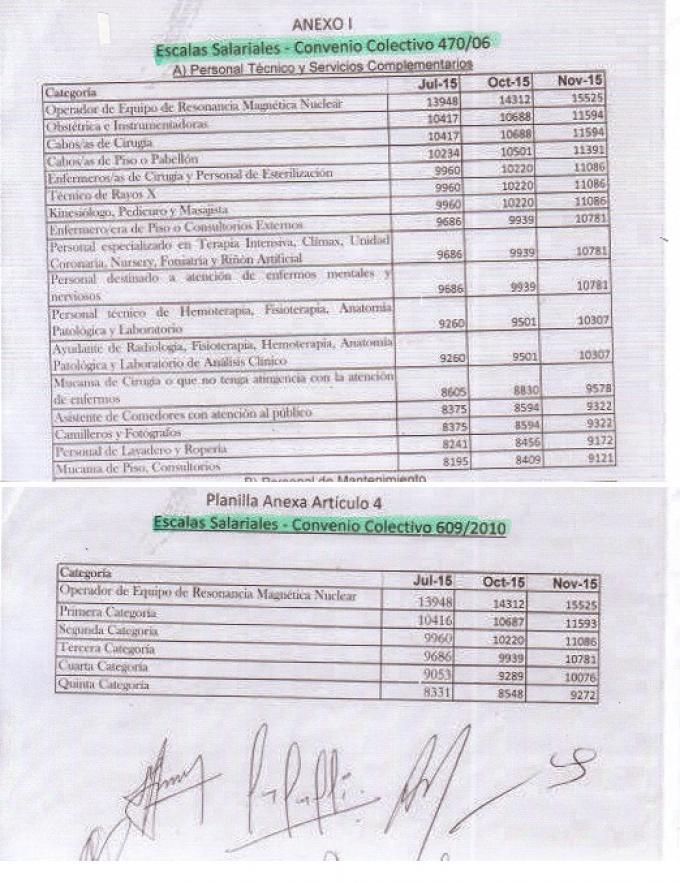 ANEXO I
Escalas Salariales - Convenio Colectivo 470/06
A) Personal Técnico y Servicios Complementarios
Categoría Jul-15 Oct-15 Nov-15
Operador de Equipo de Resonancia Magnética Nuclear 13948 14312 15525
Obstétrica e Instrumentadoras 10417 10688 11594
Cabos/as de Cirugía 10417 10688 11594
Cabos/as de Piso o Pabellón 10234 10501 11391
Enfermeros/as de Cirugía y Personal de Esterilización 9960 10220 11086
Técnico de Rayos X 9960 10220 11086
Kinesiólogo, Pedicuro y Masajista 9960 10220 11086
Enfermero/era de Piso o Consultorios Externos 9686 9939 10781
Personal especializado en Terapia Intensiva, Climax, Unidad
Coronaria, Nursery, Foniatría y Riñón Artificial 9686 9939 10781
Personal destinado a atención de enfermos mentales y
nerviosos 9686 9939 10781
Personal técnico de Hemoterapia, Fisioterapia, Anatomía
Patológica y Laboratorio 9260 9501 10307
Ayudante de Radiología, Fisioterapia, Hemoterapia, Anatomía
Patológica y Laboratorio de Análisis Clínico 9260 9501 10307
Mucama de Cirugía o que no tenga atingencia con la atención
de enfermos 8605 8830 9578
Asistente de Comedores con atención al público 8375 8594 9322
Camilleros y Fotógrafos 8375 8594 9322
Personal de Lavadero y Ropería 8241 8456 9172
Mucama de Piso, Consultorios 8195 8409 9121
B) Personal de Mantenimiento
Planilla Anexa Artículo 4
Escalas Salariales - Convenio Colectivo 609/2010
Categoría Jul-15 Oct-15 Nov-15
Operador de Equipo de Resonancia Magnética Nuclear 13948 14312 15525
Primera Categoría 10416 10687 11593
Segunda Categoría 9960 10220 11086
Tercera Categoría 9686 9939 10781
Cuarta Categoría 9053 9289 10076
Quinta Categoría 8331 8548 9272